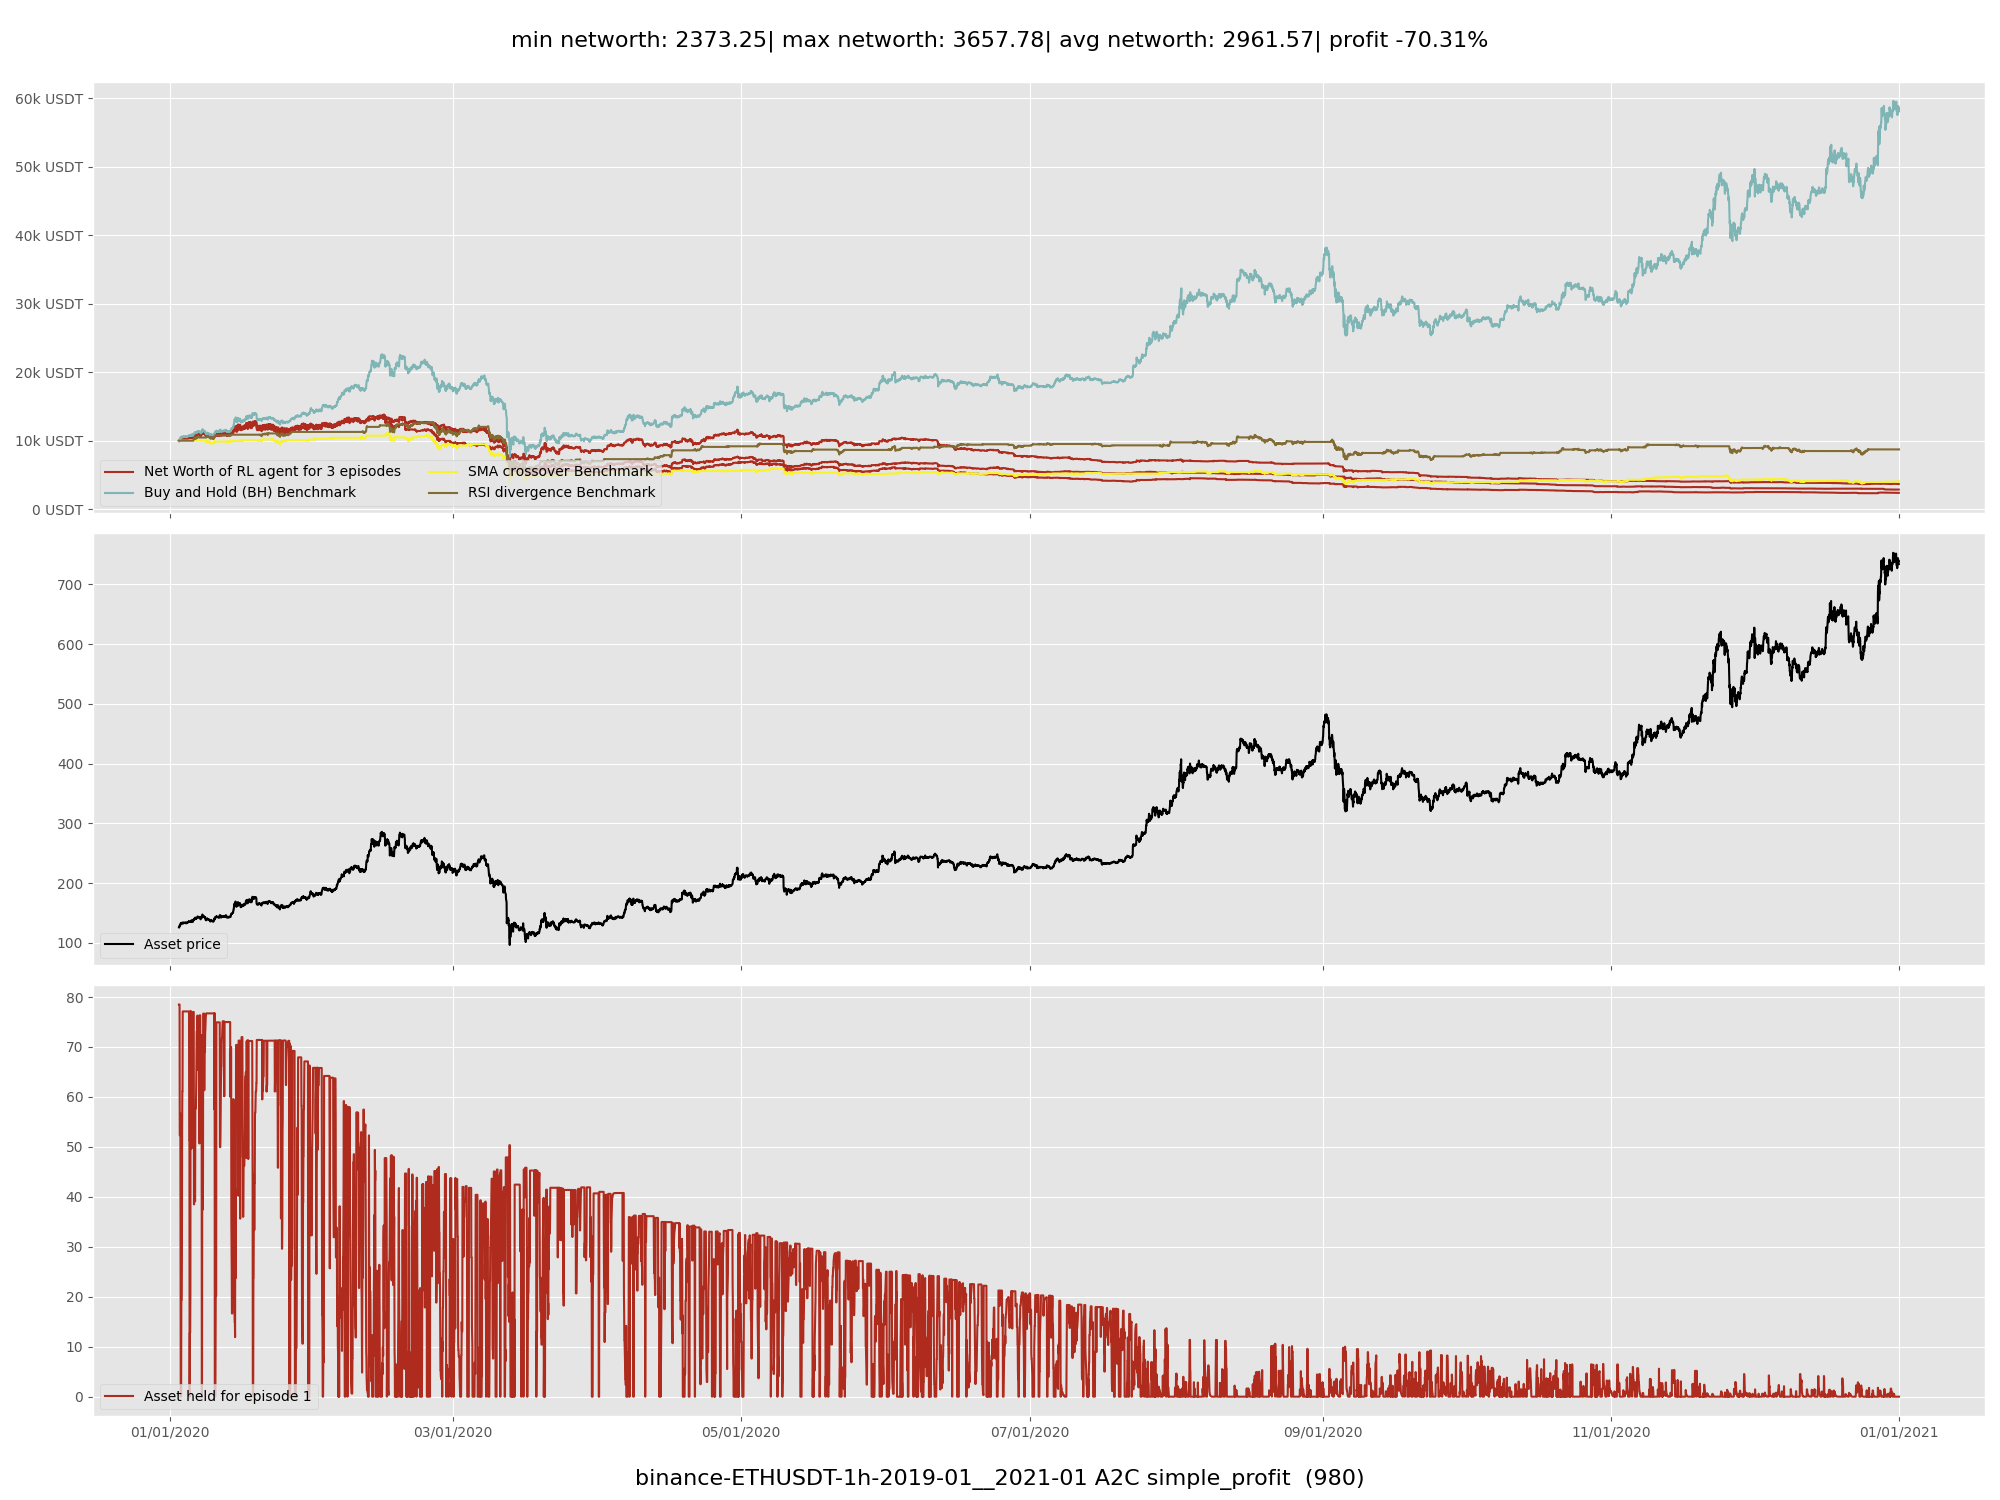 min networth: 2373.25| max networth: 3657.78| avg networth: 2961.57| profit -70.31%
60k USDT
50k USDT
40k USDT
30k USDT
20k USDT
10k USDT
0 USDT
Net Worth of RL agent for 3 episodes
Buy and Hold (BH) Benchmark
SMA crossover Benchmark
RSI divergence Benchmark
700
600
500
400
300
200
100
Asset price
80
70
60
50
40
30
20
10
0
Asset held for episode 1
01/01/2020 03/01/2020 05/01/2020 07/01/2020 09/01/2020 11/01/2020 01/01/2021
binance-ETHUSDT-1h-2019-01__2021-01 A2C simple_profit (980)